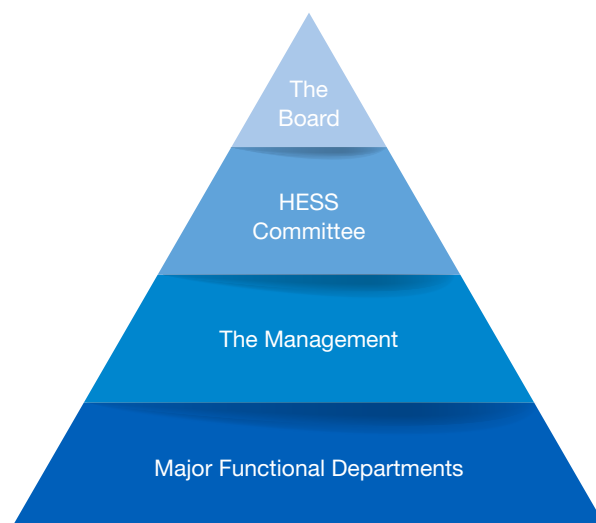 The
Board
HESS
Committee
The Management
Major Functional Departments